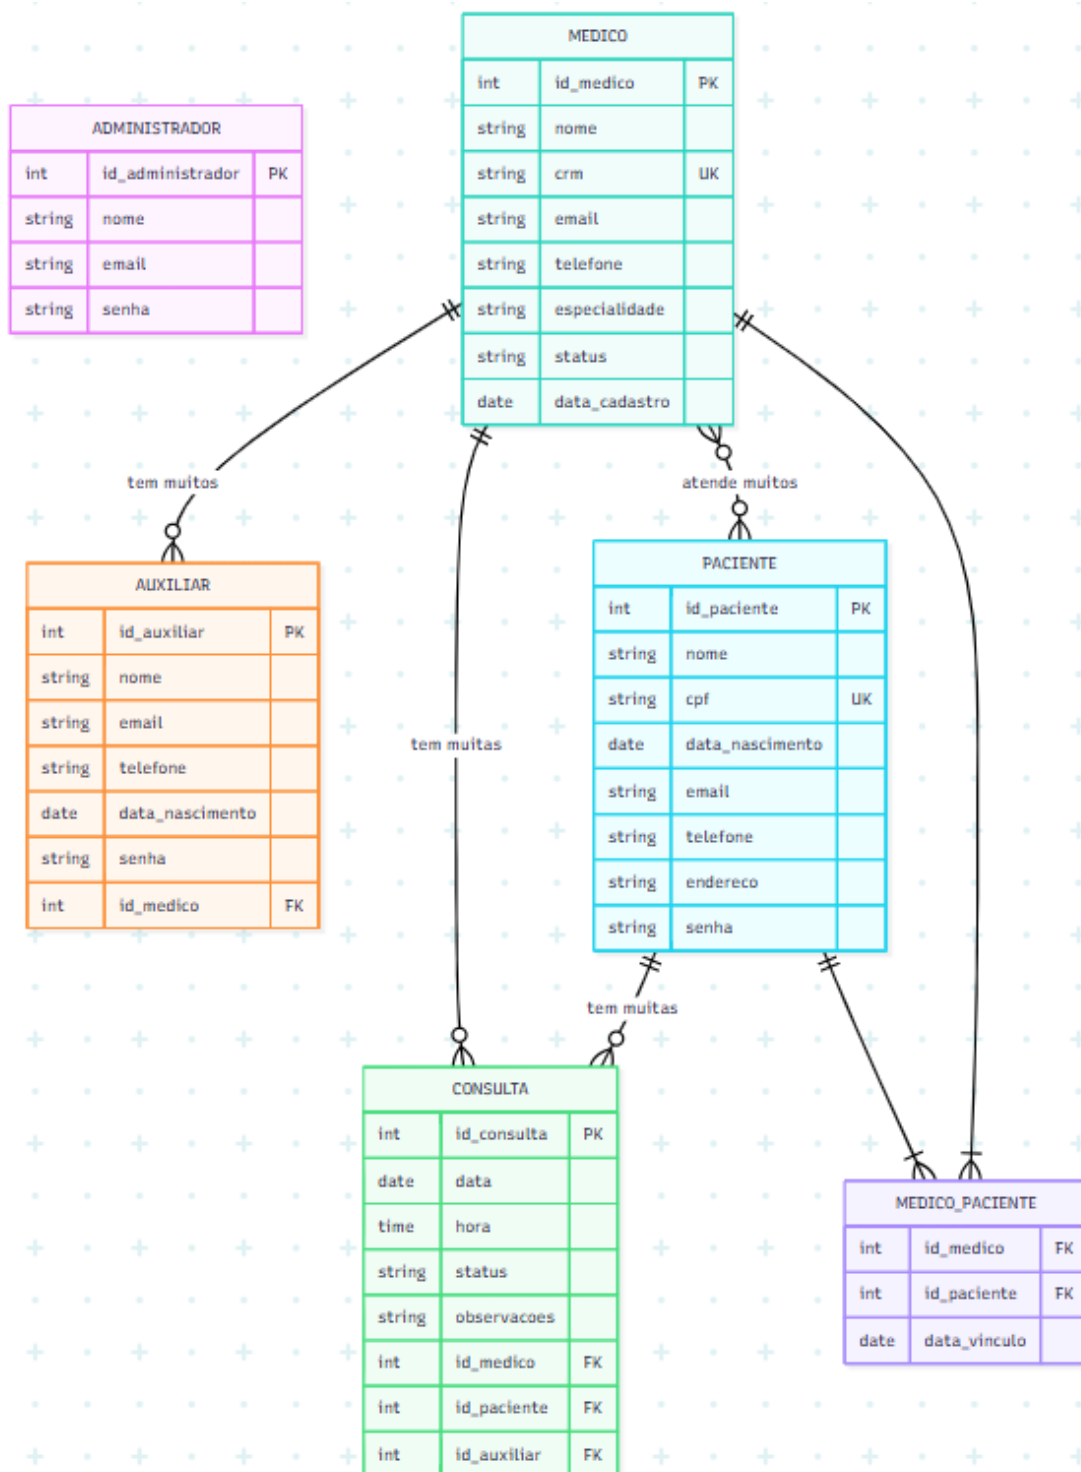 MEDICO
int id_medico PK
string nome
string crm UK
string email
string telefone
string especialidade
string status
date data_cadastro
ADMINISTRADOR
int id_administrador PK
string nome
string email
string senha
tem muitos
atende muitos
AUXILIAR
int id_auxiliar PK
string nome
string email
string telefone
date data_nascimento
string senha
int id_medico FK
tem muitas
PACIENTE
int id_paciente PK
string nome
string cpf UK
date data_nascimento
string email
string telefone
string endereco
string senha
tem muitas
CONSULTA
int id_consulta PK
date data
time hora
string status
string observacoes
int id_medico FK
int id_paciente FK
int id_auxiliar FK
MEDICO_PACIENTE
int id_medico FK
int id_paciente FK
date data_vinculo